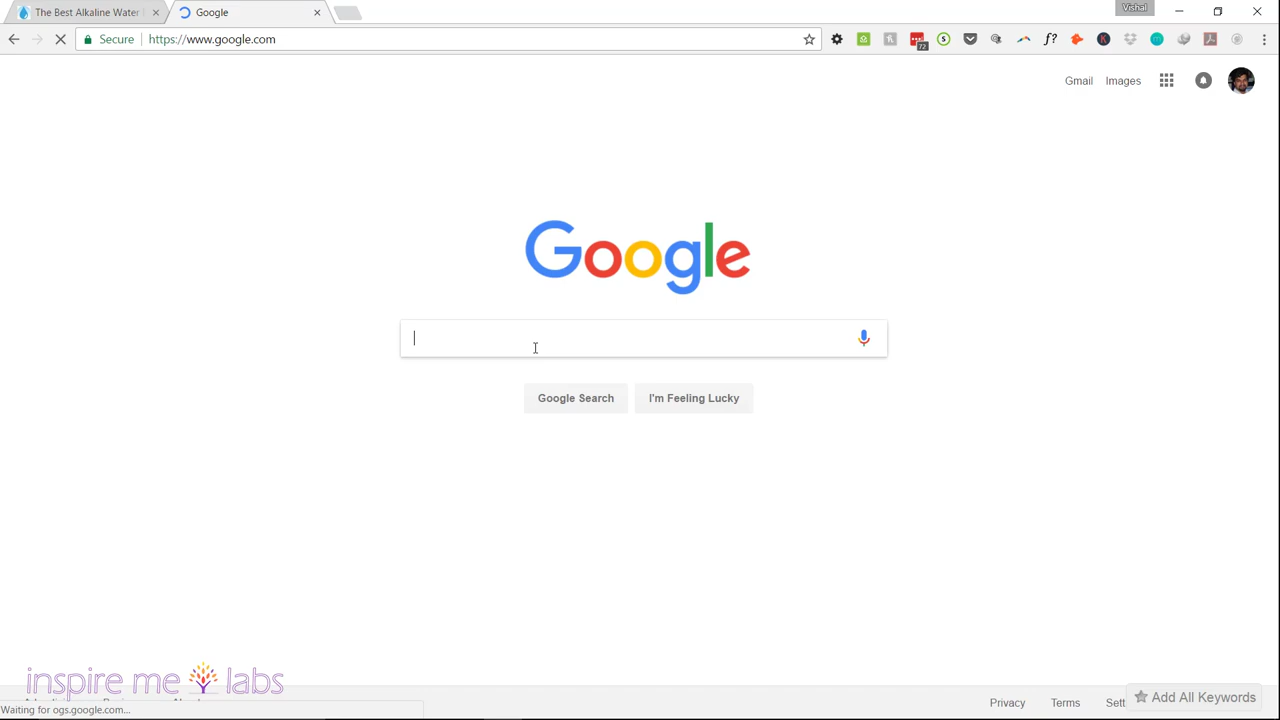 The Best Alkaline Water
Google
Vishal
Secure
https://www.google.com
72
Gmail
Images
Google
Google Search
I'm Feeling Lucky
inspire me labs
Privacy
Terms
Add All Keywords
Waiting for ogs.google.com...